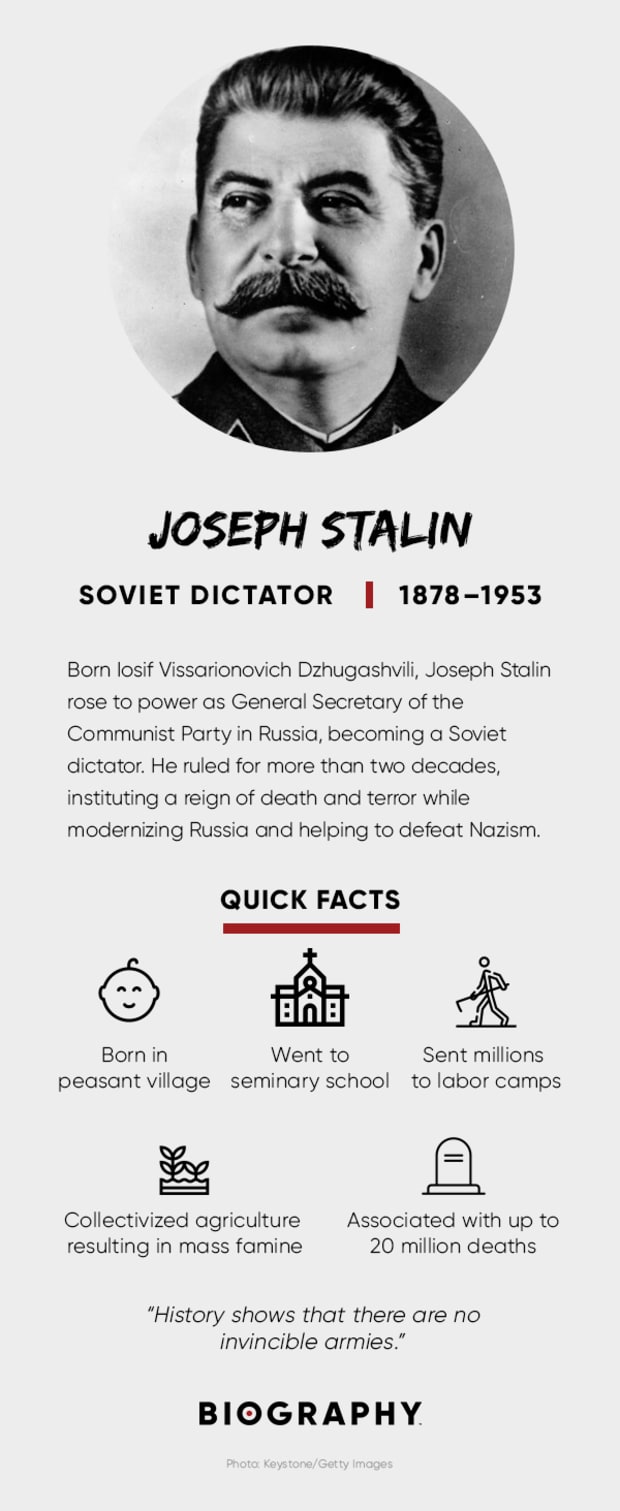 JOSEPH STALIN
SOVIET DICTATOR | 1878–1953
Born Iosif Vissarionovich Dzhugashvili, Joseph Stalin
rose to power as General Secretary of the
Communist Party in Russia, becoming a Soviet
dictator. He ruled for more than two decades,
instituting a reign of death and terror while
modernizing Russia and helping to defeat Nazism.
QUICK FACTS
Born in
peasant village
Went to
seminary school
Sent millions
to labor camps
Collectivized agriculture
resulting in mass famine
Associated with up to
20 million deaths
“History shows that there are no
invincible armies.”
BIOGRAPHY.
Photo: Keystone/Getty Images